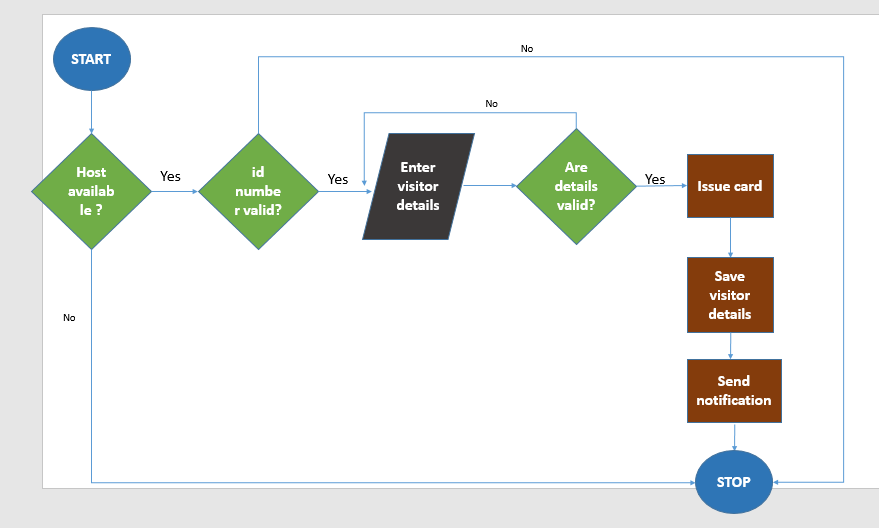 START
No
No
Host
availab
le ?
Yes
id
numbe
r valid?
Yes
Enter
visitor
details
Are
details
valid?
Yes
Issue card
Save
visitor
details
No
Send
notification
STOP